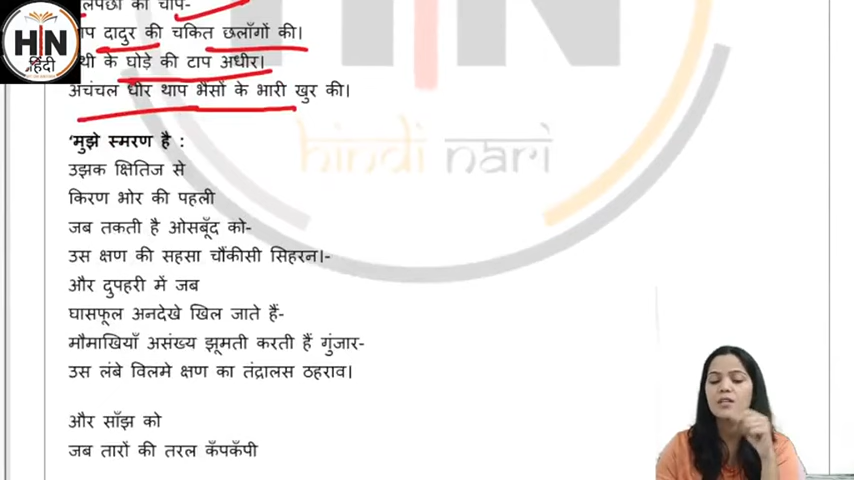 की चाप-
दादुर की चकित छलाँगों की।
के घोड़े की टाप अधीर।
अचंचल धीर थाप भैंसों के भारी खुर की।
'मुझे स्मरण है :
उझक क्षितिज से
किरण भोर की पहली
जब तकती है ओसबूँद को-
उस क्षण की सहसा चौंकीसी सिहरन।-
और दुपहरी में जब
घासफूल अनदेखे खिल जाते हैं-
मौमाखियाँ असंख्य झूमती करती हैं गुंजार-
उस लंबे विलमे क्षण का तंद्रालस ठहराव।
और साँझ को
जब तारों की तरल कँपकँपी
HIN
हिंदी
hindi nari